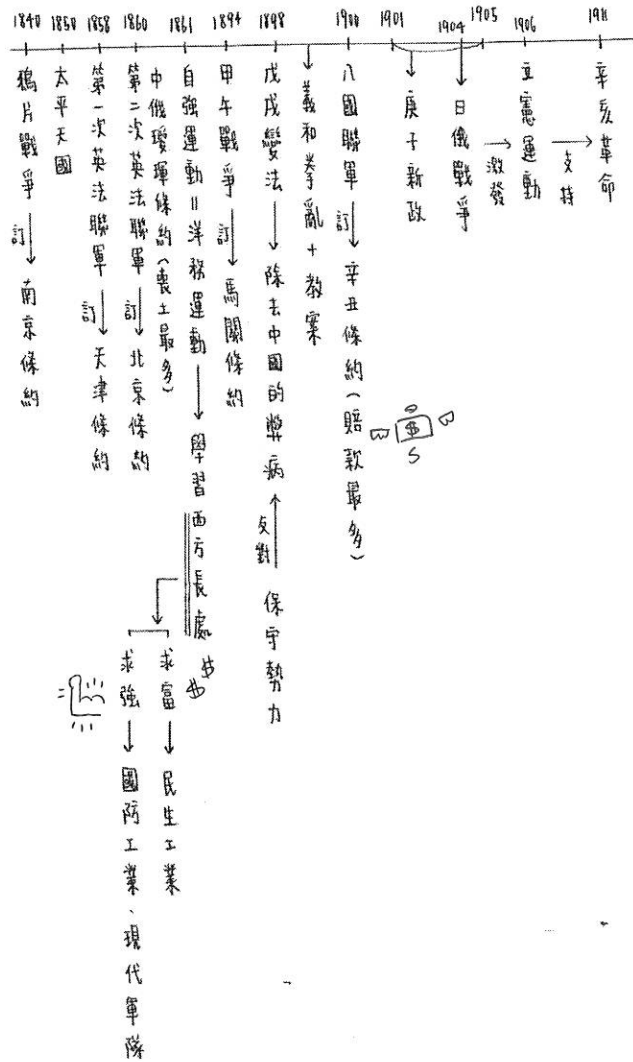 1840 1850 1858 1860 1861 1894 1898 1900 1901 1904 1905 1906 1911
鴉片戰爭 訂 南京條約
太平天國
第一次英法聯軍 訂 天津條約
第二次英法聯軍 訂 北京條約
中俄璦琿條約(喪土最多)
自強運動=洋務運動 學習西方長處
求強 國防工業、現代軍隊
求富 民生工業
$$
甲午戰爭 訂 馬關條約
戊戌變法 除去中國的弊病 反對 保守勢力
義和拳亂+教案
八國聯軍 訂 辛丑條約(賠款最多)
$
庚子新政
日俄戰爭
激發
立憲運動
支持
辛亥革命